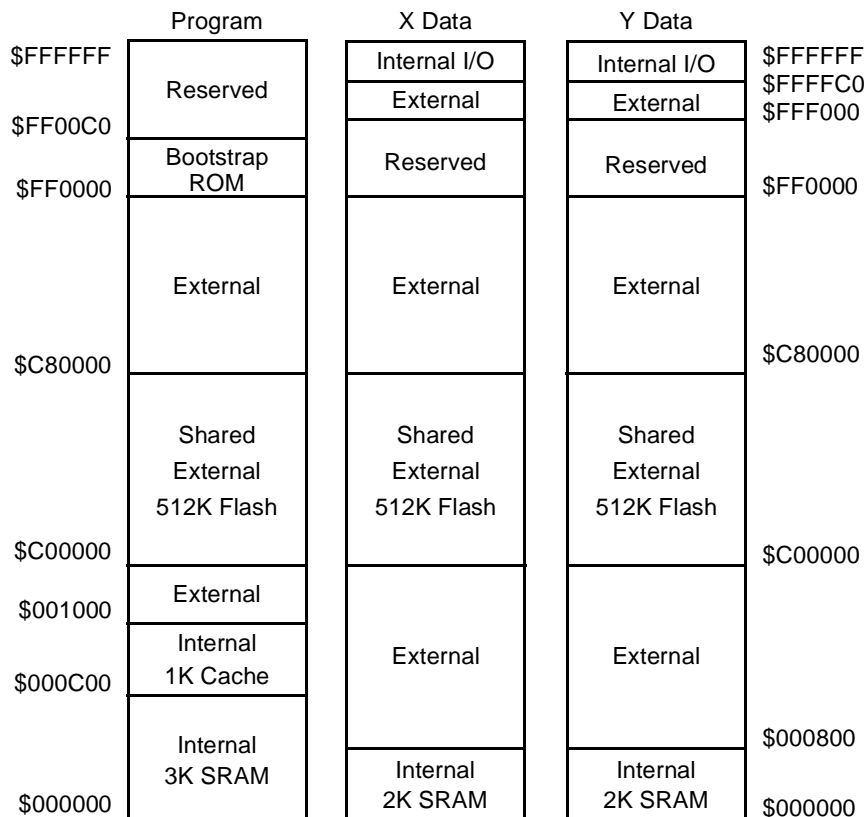 Program
X Data
Y Data
$FFFFFF
Reserved
$FF00C0
Bootstrap
ROM
$FF0000
External
$C80000
Shared
External
512K Flash
$C00000
External
$001000
Internal
1K Cache
$000C00
Internal
3K SRAM
$000000
Internal I/O
External
Reserved
External
Shared
External
512K Flash
External
Internal
2K SRAM
Internal I/O
External
Reserved
External
Shared
External
512K Flash
External
Internal
2K SRAM
$FFFFFF
$FFFFC0
$FFF000
$FF0000
$C80000
$C00000
$000800
$000000